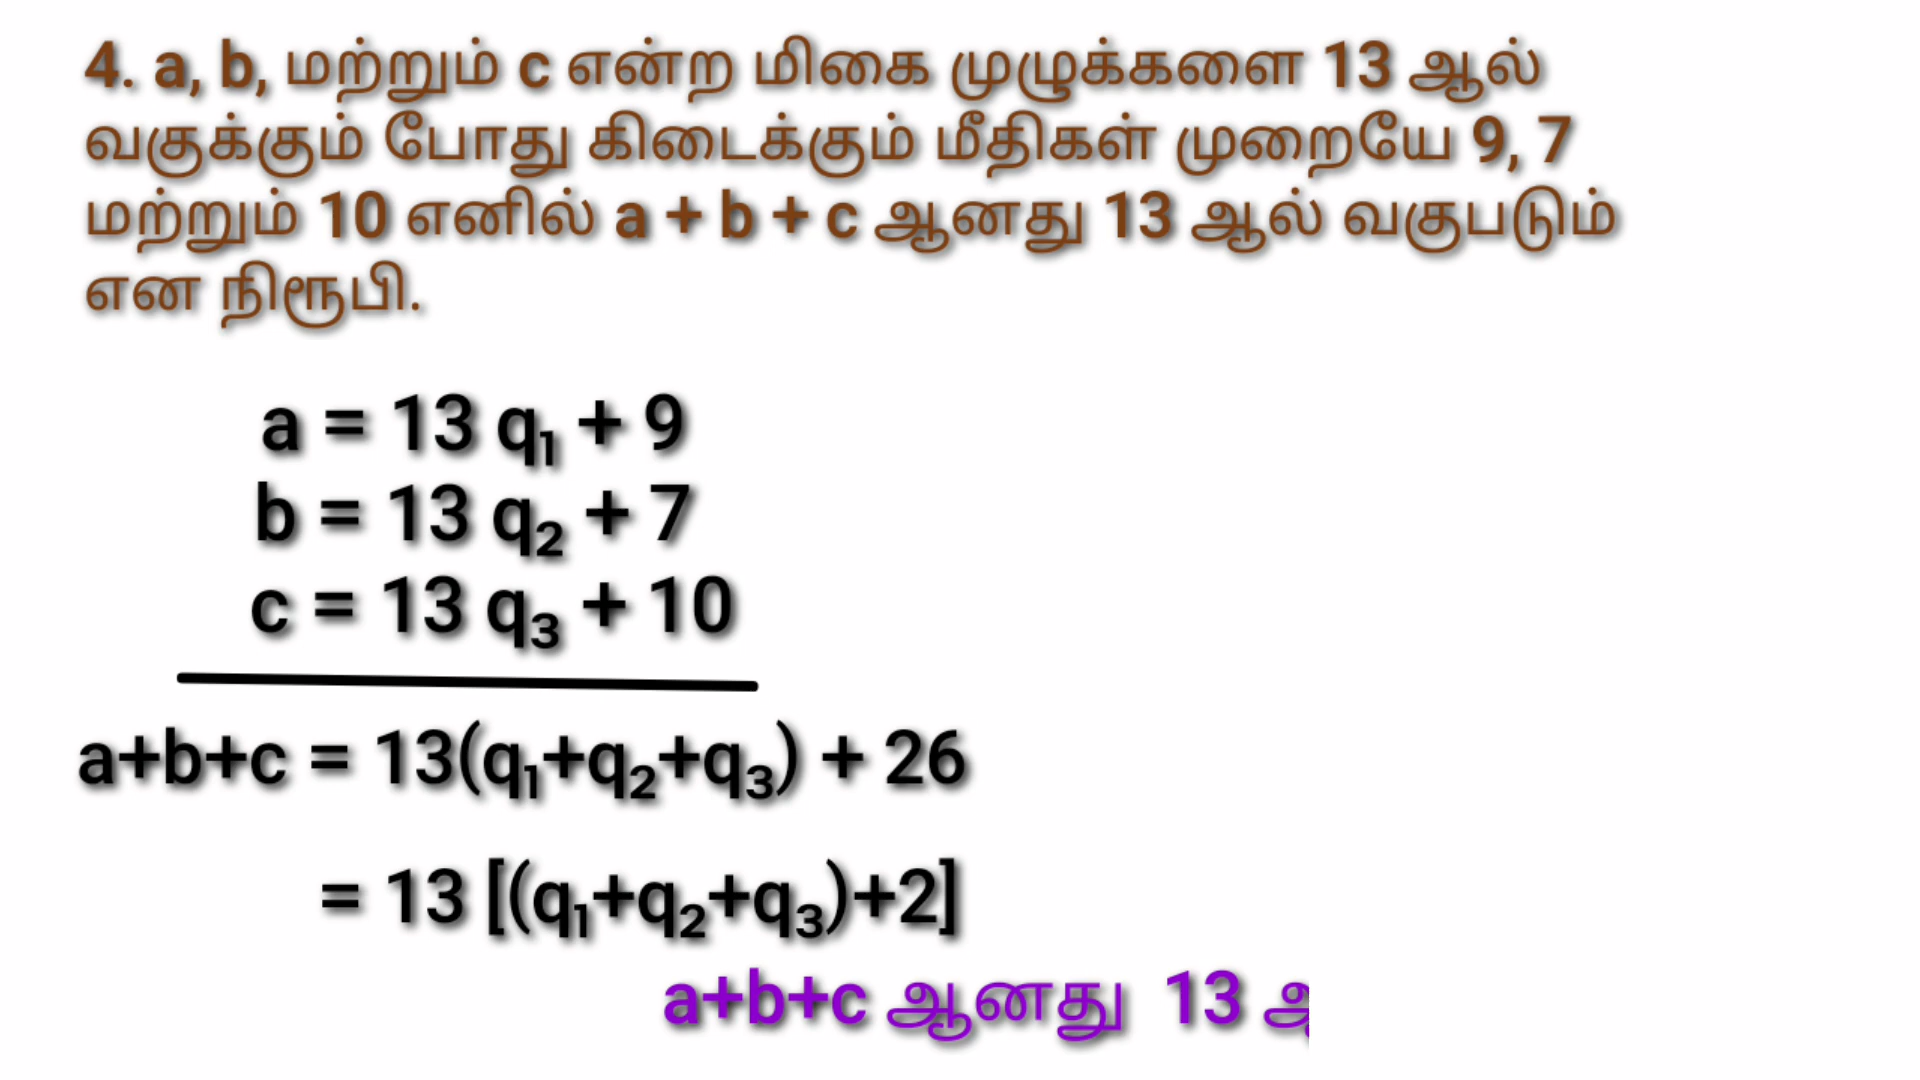 4. a, b, மற்றும் c என்ற மிகை முழுக்களை 13 ஆல்
வகுக்கும் போது கிடைக்கும் மீதிகள் முறையே 9, 7
மற்றும் 10 எனில் a + b + c ஆனது 13 ஆல் வகுபடும்
என நிரூபி.
a = 13 q₁ + 9
b = 13 q₂ + 7
c = 13 q₃ + 10
a+b+c = 13(q₁+q₂+q₃) + 26
= 13 [(q₁+q₂+q₃)+2]
a+b+c ஆனது 13